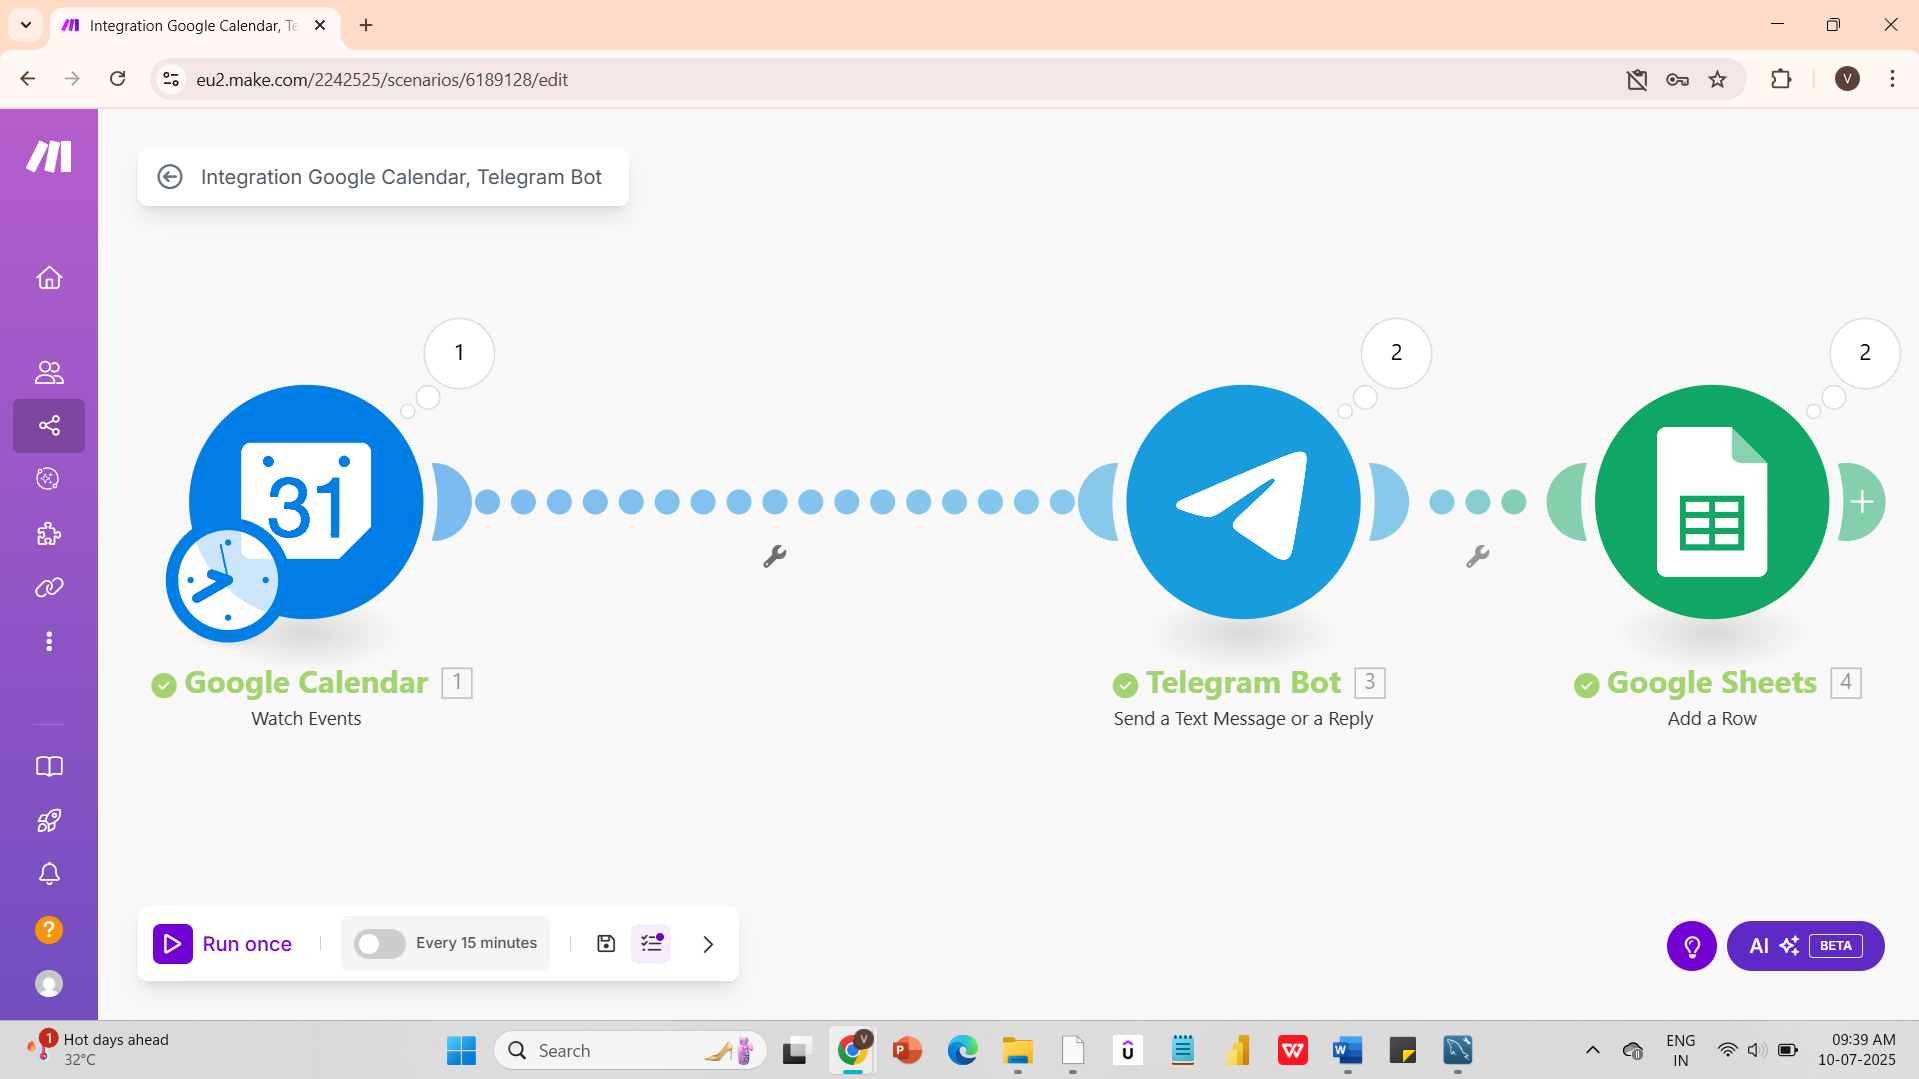 Integration Google Calendar, Te
eu2.make.com/2242525/scenarios/6189128/edit
V
Integration Google Calendar, Telegram Bot
1
2
2
31
Google Calendar 1
Watch Events
Telegram Bot 3
Send a Text Message or a Reply
Google Sheets 4
Add a Row
?
Run once
Every 15 minutes
AI BETA
1
Hot days ahead
32°C
Search
V
P
W
W
ENG
IN
09:39 AM
10-07-2025